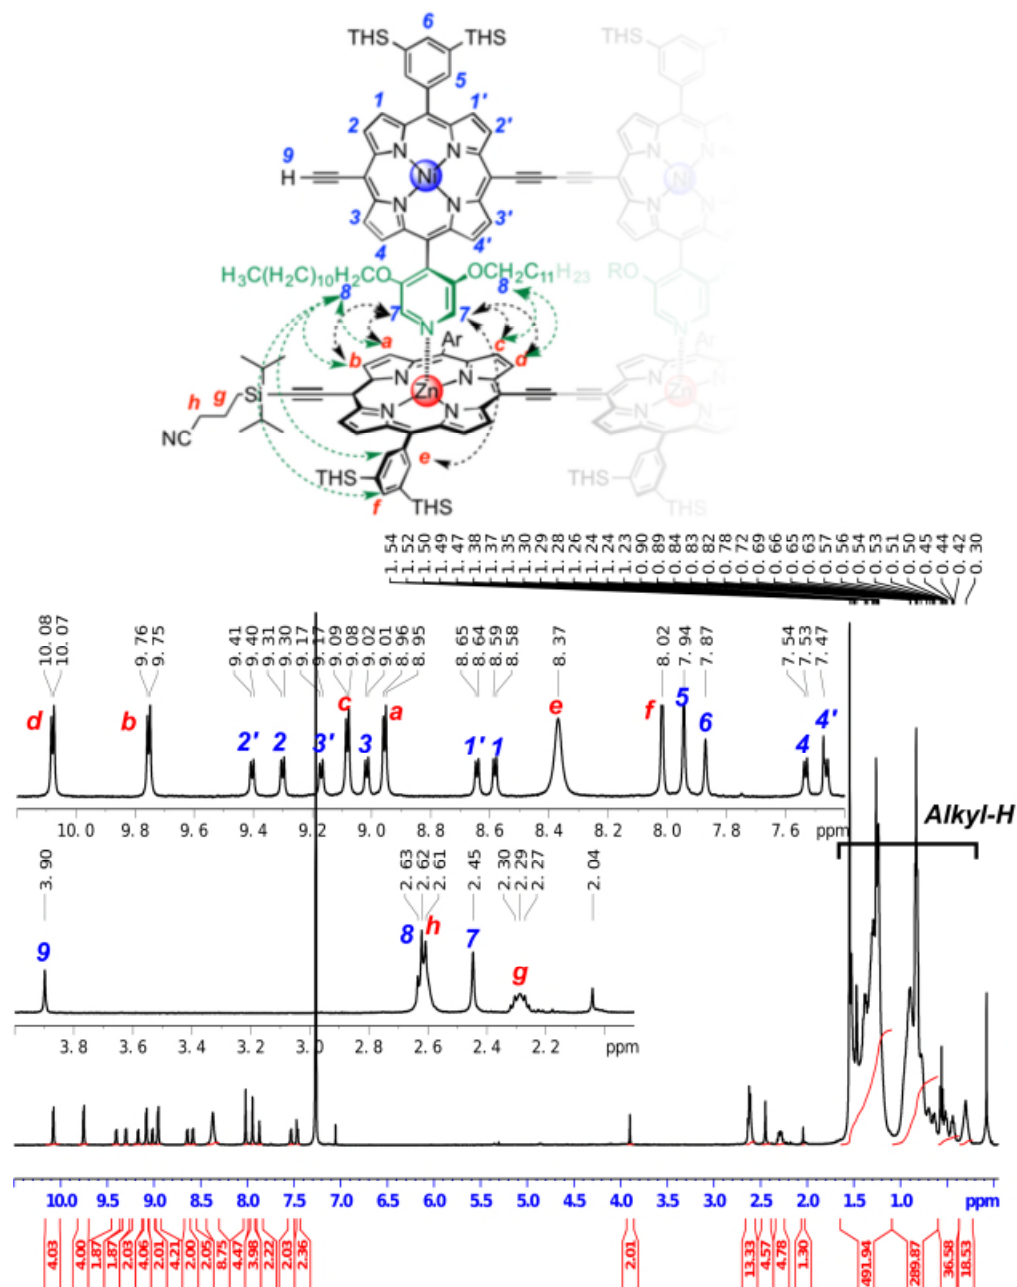 6
THS THS THS
5
1 1'
2 2'
9 N N
H Ni Ni
N N
3 3'
4 4'
H3C(H2C)10H2CO OCH2C11H23 RO
8 8
7 7
N N
a Ar c Ar
b d
N N
Zn Zn
N N
h g Si
NC
e
THS THS
f THS THS
1.54 1.52 1.50 1.49 1.47 1.38 1.37 1.35 1.30 1.29 1.28 1.26 1.24 1.24 1.23 0.90 0.89 0.84 0.83 0.82 0.78 0.72 0.69 0.66 0.65 0.63 0.57 0.56 0.54 0.53 0.51 0.50 0.45 0.44 0.42 0.30
10.08 10.07 9.76 9.75 9.41 9.40 9.31 9.30 9.17 9.17 9.09 9.08 9.02 9.01 8.96 8.95 8.65 8.64 8.59 8.58 8.37 8.02 7.94 7.87 7.54 7.53 7.47
d b 2' 2 3' c 3 a 1' 1 e f 5 6 4 4'
10.0 9.8 9.6 9.4 9.2 9.0 8.8 8.6 8.4 8.2 8.0 7.8 7.6 ppm
Alkyl-H
3.90 2.63 2.62 2.61 2.45 2.30 2.29 2.27 2.04
9 8 h 7 g
3.8 3.6 3.4 3.2 3.0 2.8 2.6 2.4 2.2 ppm
10.0 9.5 9.0 8.5 8.0 7.5 7.0 6.5 6.0 5.5 5.0 4.5 4.0 3.5 3.0 2.5 2.0 1.5 1.0 ppm
4.03 4.00 1.87 1.87 2.03 4.06 2.01 4.21 2.00 2.05 8.75 4.47 3.98 2.22 2.03 2.36 2.01 13.33 4.57 4.78 1.30 491.94 289.87 36.58 18.53